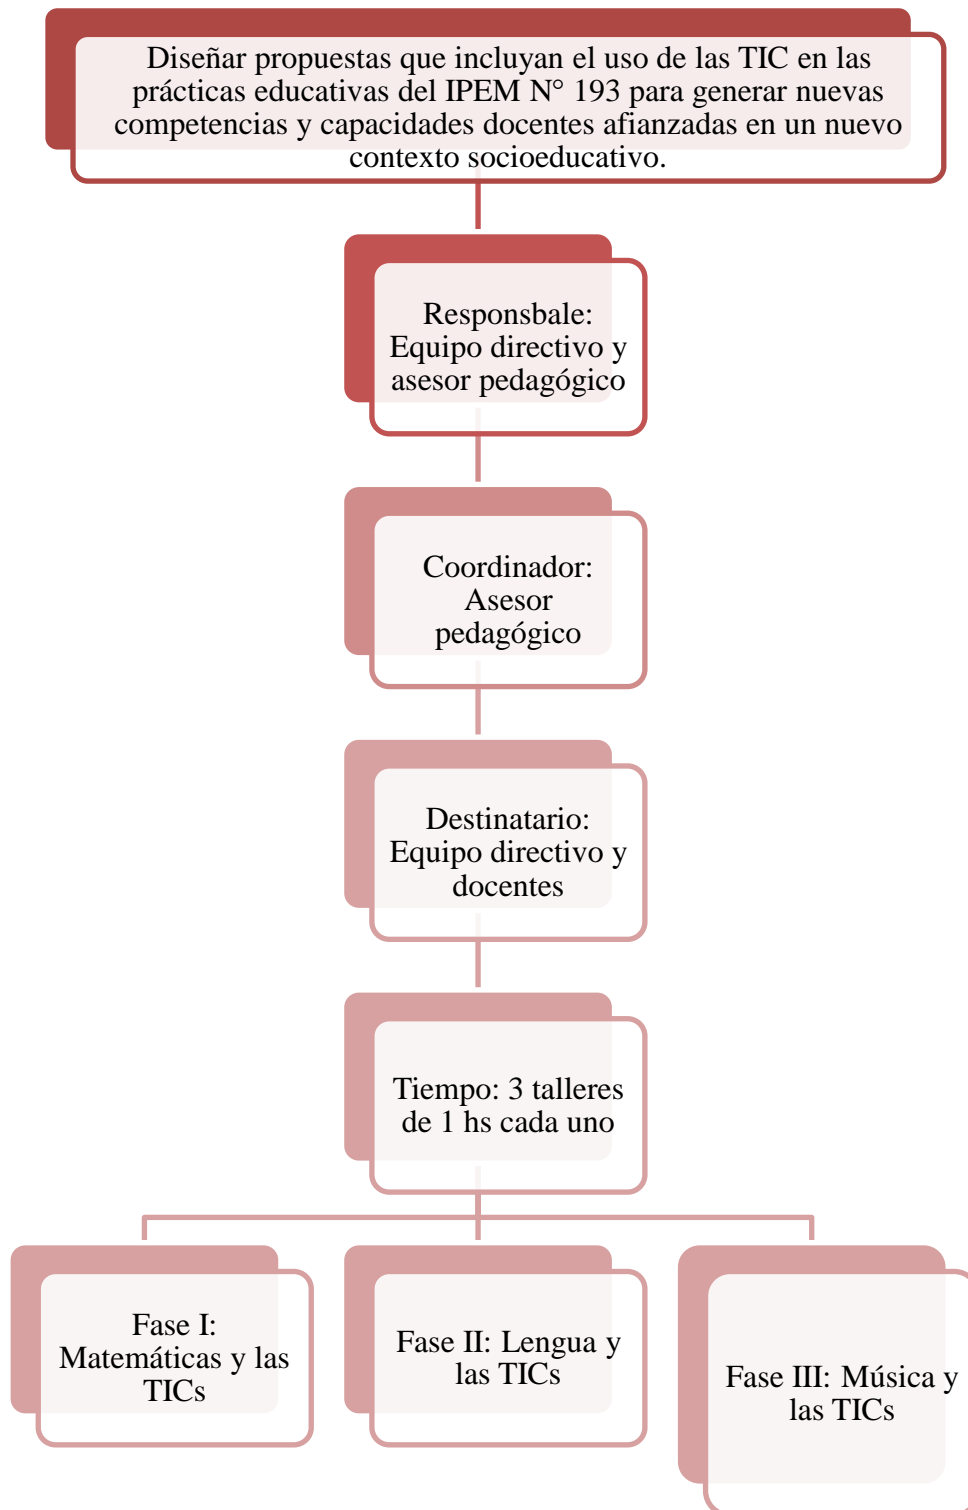 Diseñar propuestas que incluyan el uso de las TIC en las
prácticas educativas del IPEM N° 193 para generar nuevas
competencias y capacidades docentes afianzadas en un nuevo
contexto socioeducativo.
Responsbale:
Equipo directivo y
asesor pedagógico
Coordinador:
Asesor
pedagógico
Destinatario:
Equipo directivo y
docentes
Tiempo: 3 talleres
de 1 hs cada uno
Fase I:
Matemáticas y las
TICs
Fase II: Lengua y
las TICs
Fase III: Música y
las TICs